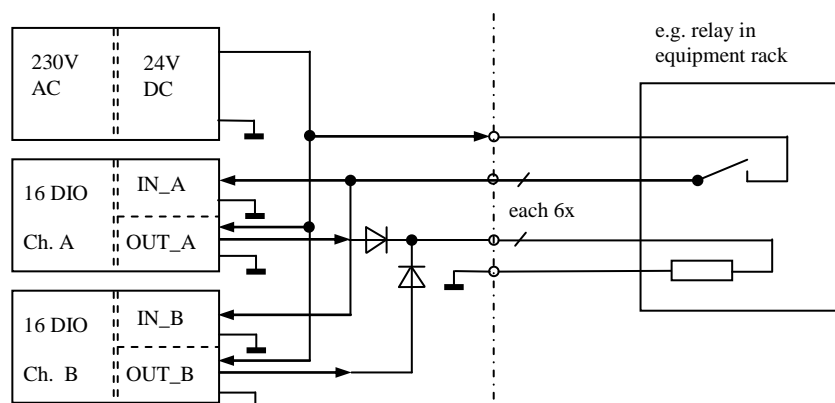 230V
AC
24V
DC
e.g. relay in
equipment rack
16 DIO
Ch. A
IN_A
OUT_A
each 6x
16 DIO
Ch. B
IN_B
OUT_B